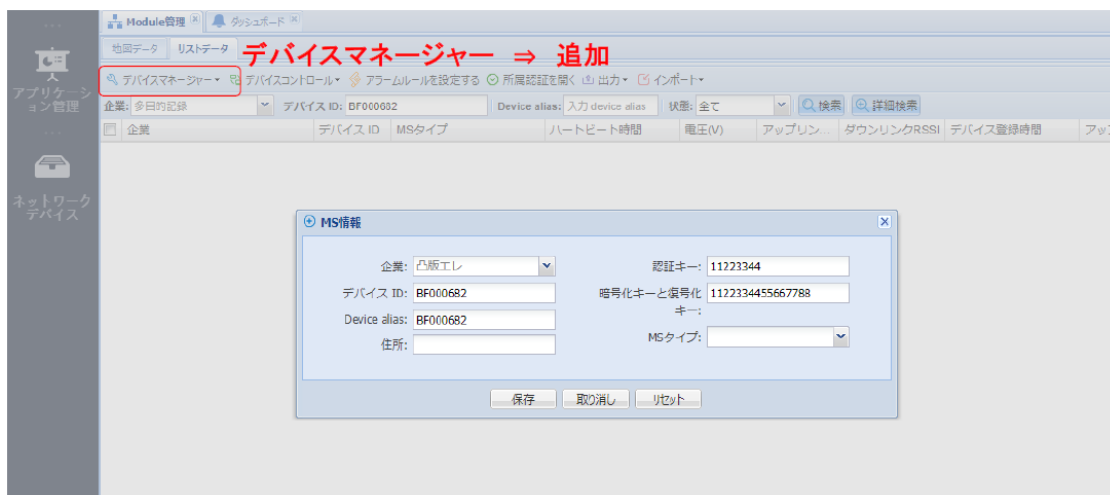 Module管理 ダッシュボード
地図データ リストデータ
デバイスマネージャー ⇒ 追加
アプリケーション管理
デバイスマネージャー デバイスコントロール アラームルールを設定する 所属認証を開く 出力 インポート
企業: 多目的記録 デバイス ID: BF000682 Device alias: 入力 device alias 状態: 全て 検索 詳細検索
企業 デバイス ID MSタイプ ハートビート時間 電圧(V) アップリン... ダウンリンクRSSI デバイス登録時間
ネットワークデバイス
MS情報
企業: 凸版エレ 認証キー: 11223344
デバイス ID: BF000682 暗号化キーと復号化キー: 1122334455667788
Device alias: BF000682 MSタイプ:
住所:
保存 取り消し リセット